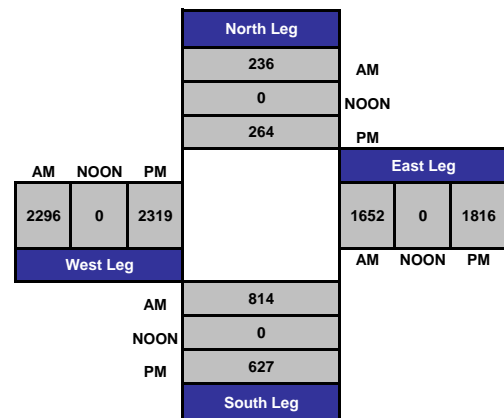 North Leg
236 AM
0 NOON
264 PM
AM NOON PM
East Leg
2296 0 2319
1652 0 1816
West Leg
AM NOON PM
AM 814
NOON 0
PM 627
South Leg